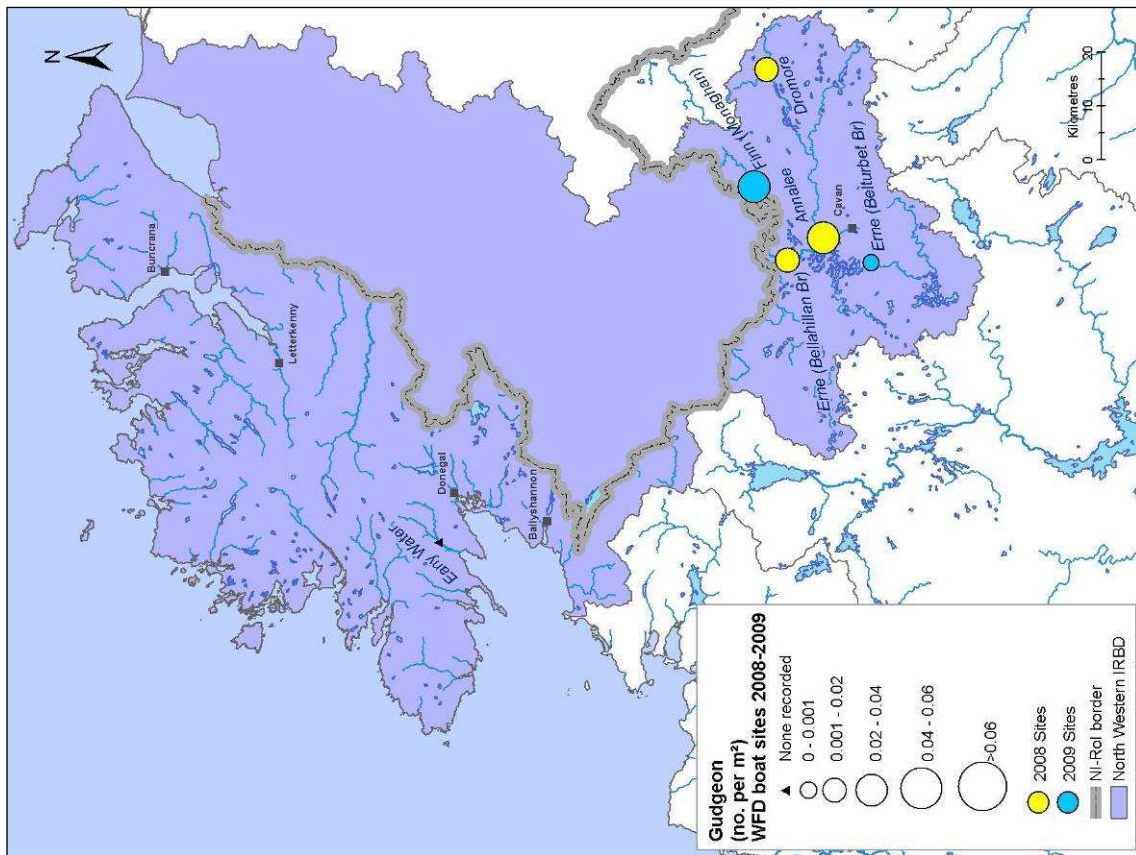 N
Buncrana
Letterkenny
Donegal
Eany Water
Ballyshannon
Finn (Monaghan)
Dromore
Annalee
Cavan
Erne (Bellahillan Br)
Erne (Belturbet Br)
Kilometres
0 10 20
Gudgeon
(no. per m²)
WFD boat sites 2008-2009
None recorded
0 - 0.001
0.001 - 0.02
0.02 - 0.04
0.04 - 0.06
>0.06
2008 Sites
2009 Sites
NI-RoI border
North Western IRBD